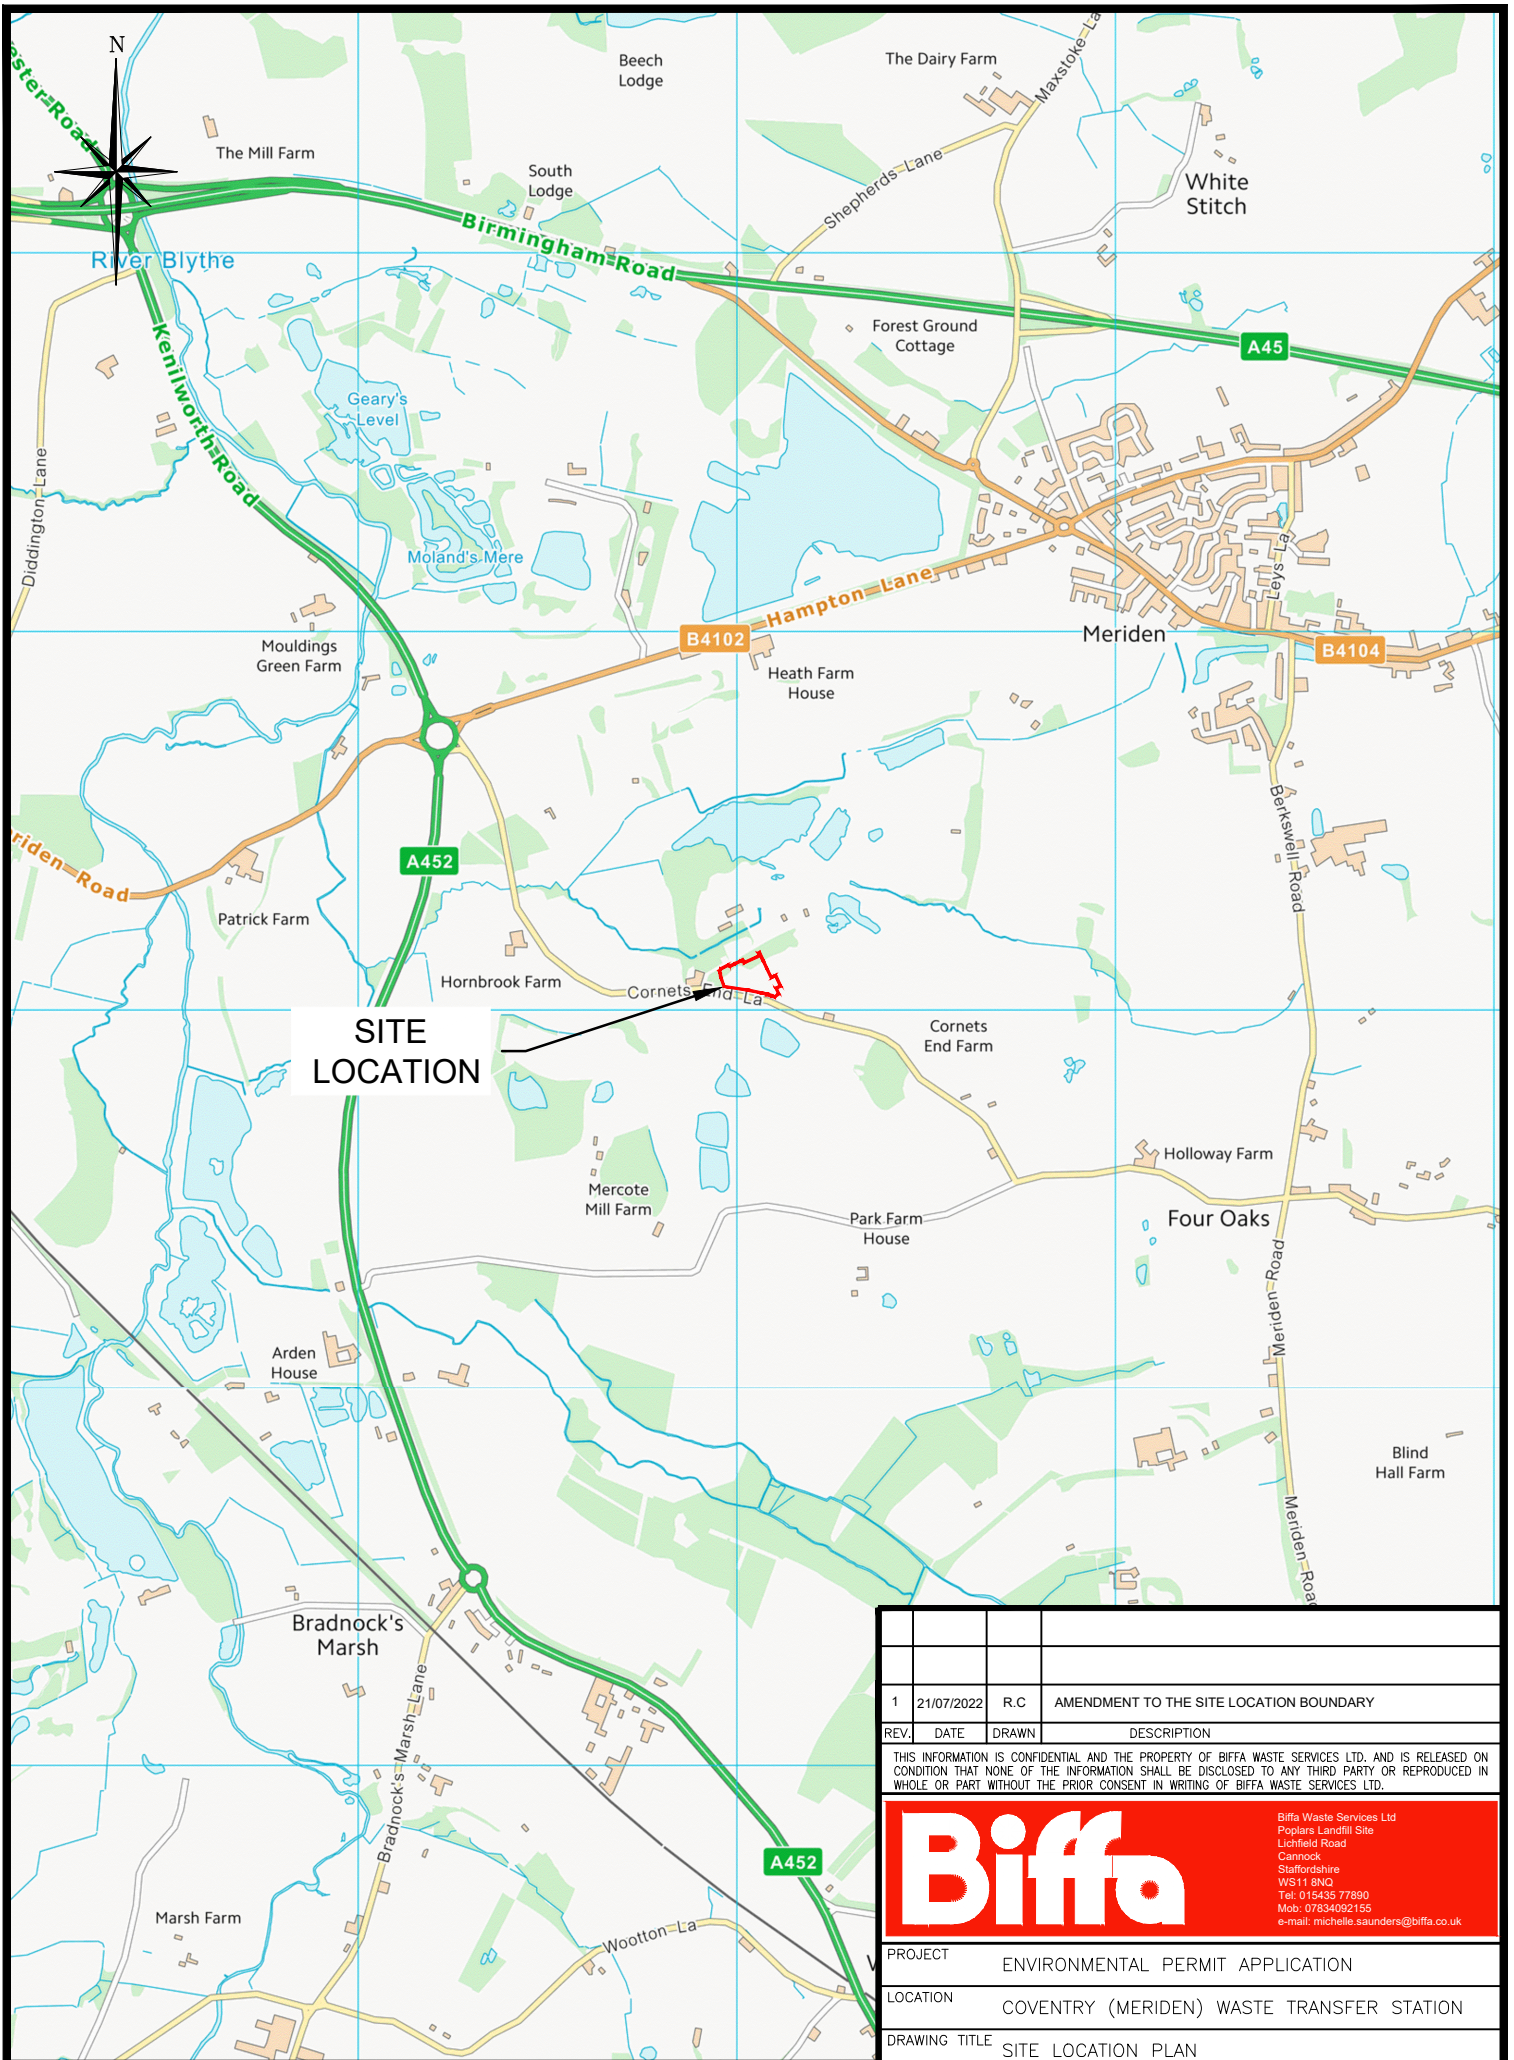 N
Beech
Lodge
The Dairy Farm
Maxstoke La
ester Road
The Mill Farm
South
Lodge
Shepherds Lane
White
Stitch
Birmingham Road
River Blythe
Kenilworth Road
Forest Ground
Cottage
A45
Geary's
Level
Diddington Lane
Moland's Mere
Hampton Lane
Leys La
Mouldings
Green Farm
B4102
Meriden
B4104
Heath Farm
House
Berkswell Road
riden Road
A452
Patrick Farm
Hornbrook Farm
Cornets End La
SITE
LOCATION
Cornets
End Farm
Holloway Farm
Mercote
Mill Farm
Park Farm
House
Four Oaks
Meriden Road
Arden
House
Blind
Hall Farm
Meriden Roa
Bradnock's
Marsh
Bradnock's Marsh Lane
A452
Marsh Farm
Wootton La
1 21/07/2022 R.C AMENDMENT TO THE SITE LOCATION BOUNDARY
REV. DATE DRAWN DESCRIPTION
THIS INFORMATION IS CONFIDENTIAL AND THE PROPERTY OF BIFFA WASTE SERVICES LTD. AND IS RELEASED ON
CONDITION THAT NONE OF THE INFORMATION SHALL BE DISCLOSED TO ANY THIRD PARTY OR REPRODUCED IN
WHOLE OR PART WITHOUT THE PRIOR CONSENT IN WRITING OF BIFFA WASTE SERVICES LTD.
Biffa
Biffa Waste Services Ltd
Poplars Landfill Site
Lichfield Road
Cannock
Staffordshire
WS11 8NQ
Tel: 015435 77890
Mob: 07834092155
e-mail: michelle.saunders@biffa.co.uk
PROJECT ENVIRONMENTAL PERMIT APPLICATION
LOCATION COVENTRY (MERIDEN) WASTE TRANSFER STATION
DRAWING TITLE SITE LOCATION PLAN